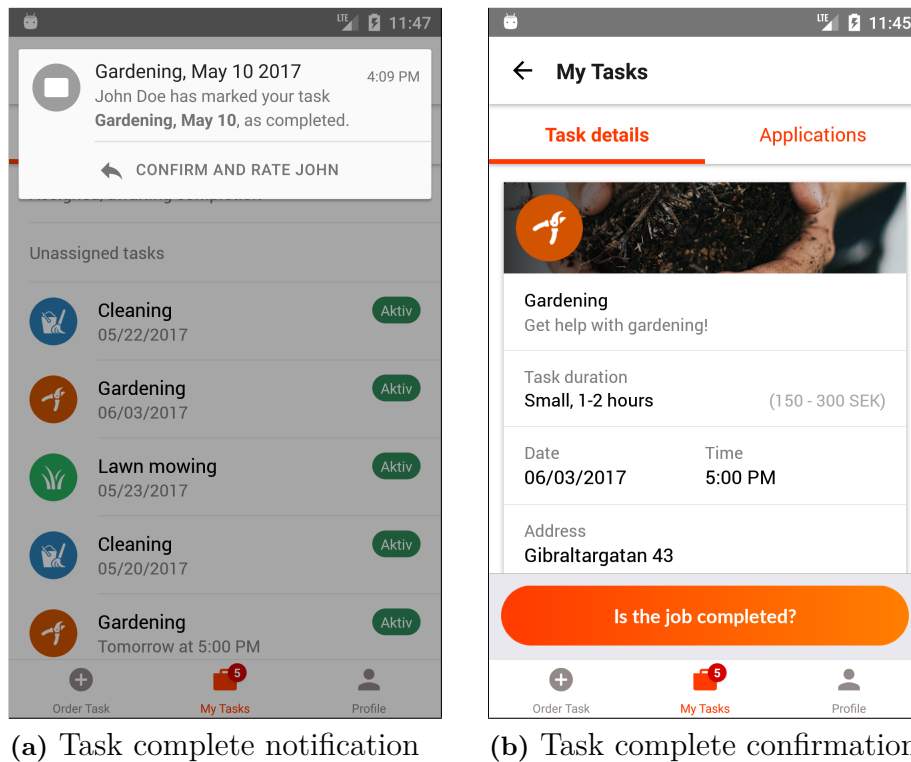 LTE 11:47
Gardening, May 10 2017 4:09 PM
John Doe has marked your task
Gardening, May 10, as completed.
CONFIRM AND RATE JOHN
Unassigned tasks
Cleaning Aktiv
05/22/2017
Gardening Aktiv
06/03/2017
Lawn mowing Aktiv
05/23/2017
Cleaning Aktiv
05/20/2017
Gardening Aktiv
Tomorrow at 5:00 PM
5
Order Task My Tasks Profile
(a) Task complete notification
LTE 11:45
My Tasks
Task details Applications
Gardening
Get help with gardening!
Task duration
Small, 1-2 hours (150 - 300 SEK)
Date Time
06/03/2017 5:00 PM
Address
Gibraltargatan 43
Is the job completed?
5
Order Task My Tasks Profile
(b) Task complete confirmation